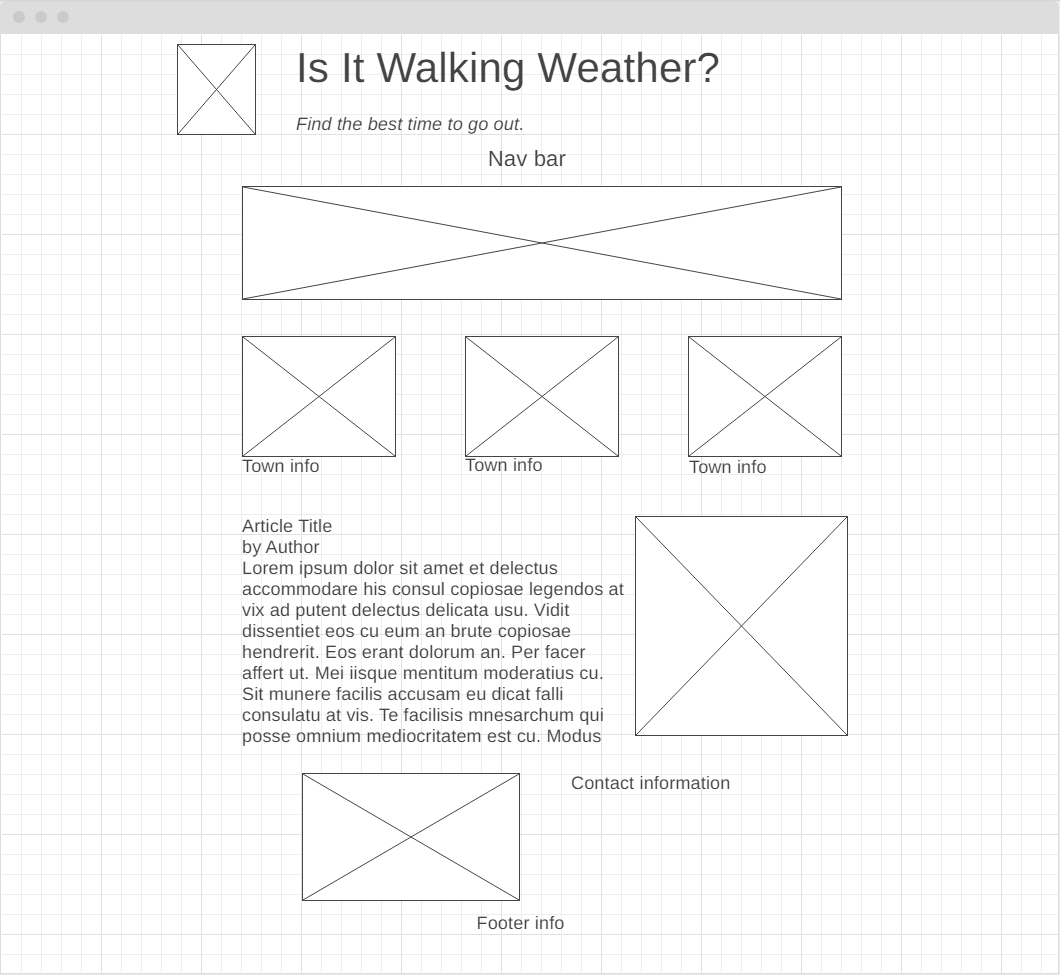 Is It Walking Weather?
Find the best time to go out.
Nav bar
Town info
Town info
Town info
Article Title
by Author
Lorem ipsum dolor sit amet et delectus
accommodare his consul copiosae legendos at
vix ad putent delectus delicata usu. Vidit
dissentiet eos cu eum an brute copiosae
hendrerit. Eos erant dolorum an. Per facer
affert ut. Mei iisque mentitum moderatius cu.
Sit munere facilis accusam eu dicat falli
consulatu at vis. Te facilisis mnesarchum qui
posse omnium mediocritatem est cu. Modus
Contact information
Footer info